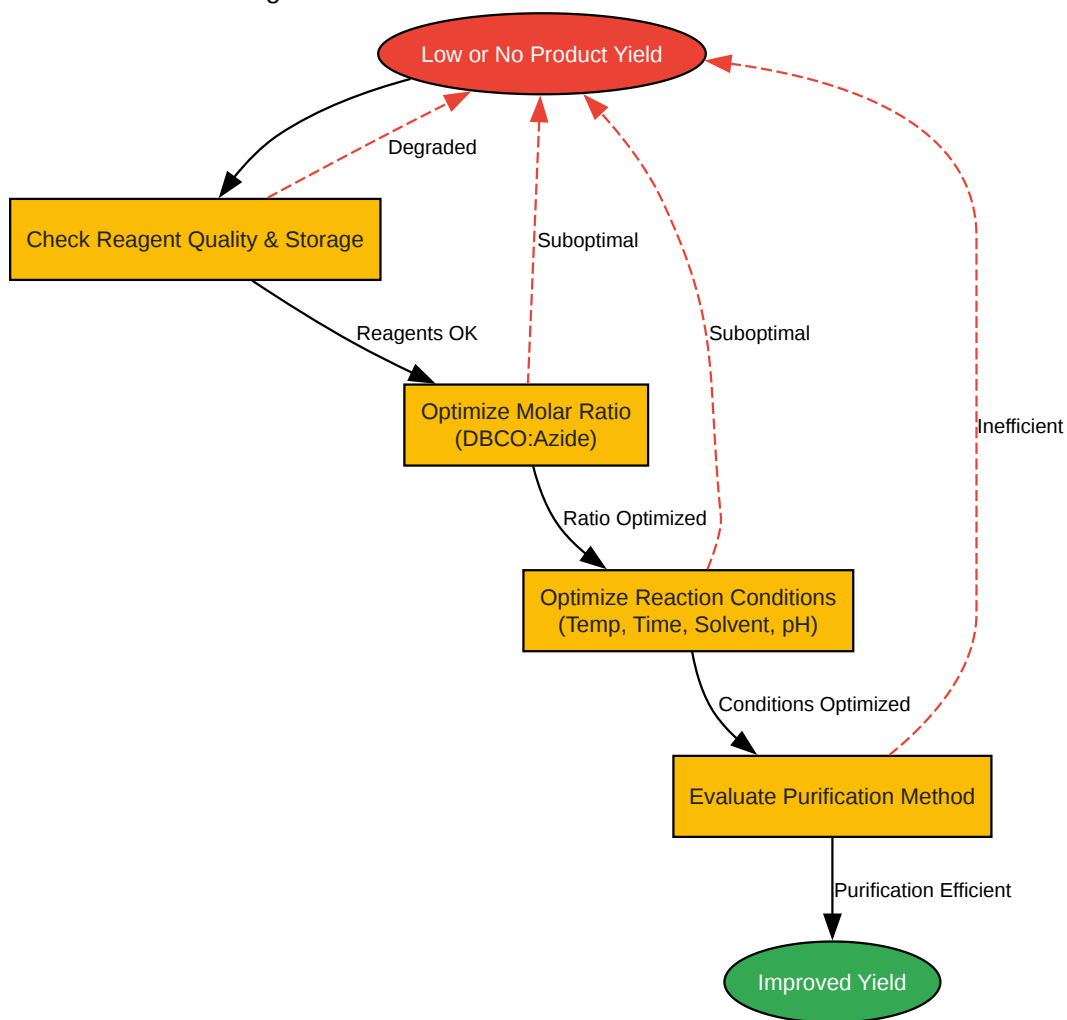 Low or No Product Yield
Degraded
Check Reagent Quality & Storage
Suboptimal
Reagents OK
Suboptimal
Optimize Molar Ratio
(DBCO:Azide)
Inefficient
Ratio Optimized
Optimize Reaction Conditions
(Temp, Time, Solvent, pH)
Conditions Optimized
Evaluate Purification Method
Purification Efficient
Improved Yield